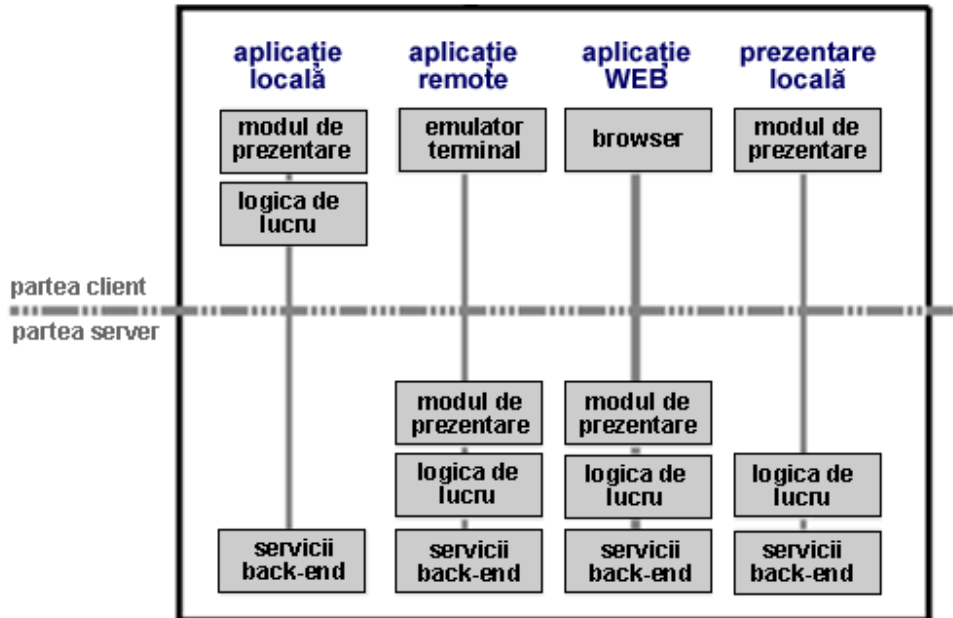 aplicație
locală
aplicație
remote
aplicație
WEB
prezentare
locală
modul de
prezentare
emulator
terminal
browser
modul de
prezentare
logica de
lucru
partea client
partea server
modul de
prezentare
modul de
prezentare
logica de
lucru
logica de
lucru
logica de
lucru
servicii
back-end
servicii
back-end
servicii
back-end
servicii
back-end